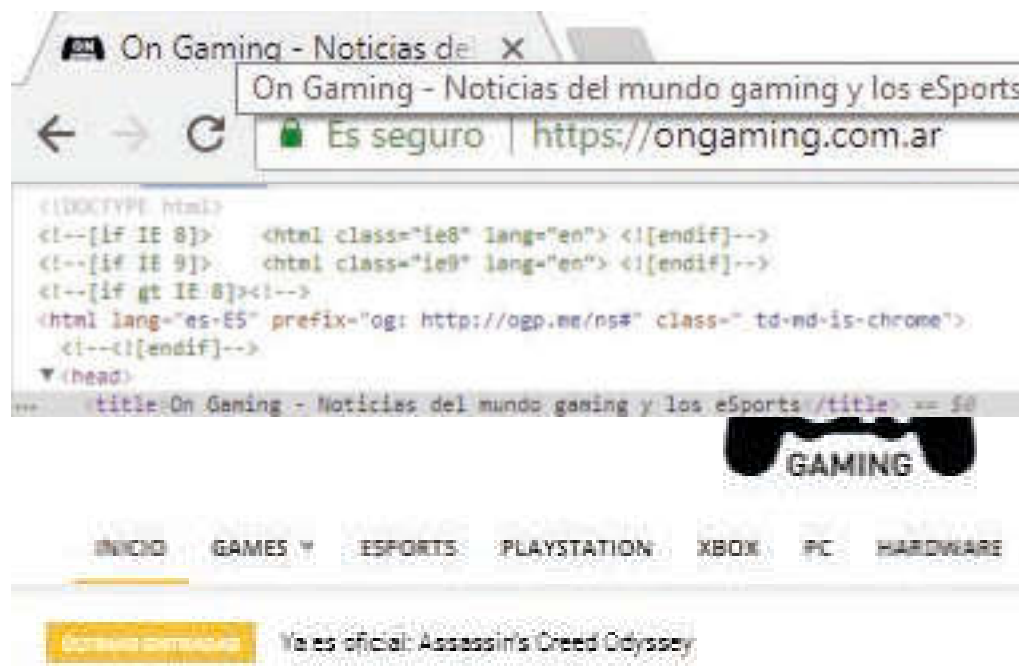 On Gaming - Noticias de
On Gaming - Noticias del mundo gaming y los eSports
Es seguro | https://ongaming.com.ar
<!DOCTYPE html>
<!--[if IE 8]> <html class="ie8" lang="en"> <![endif]-->
<!--[if IE 9]> <html class="ie9" lang="en"> <![endif]-->
<!--[if gt IE 8]><!-->
<html lang="es-ES" prefix="og: http://ogp.me/ns#" class=" td-md-is-chrome">
<!--<![endif]-->
▼<head>
... <title>On Gaming - Noticias del mundo gaming y los eSports</title> == $0
GAMING
INICIO GAMES ESPORTS PLAYSTATION XBOX PC HARDWARE
Ya es oficial: Assassin's Creed Odyssey